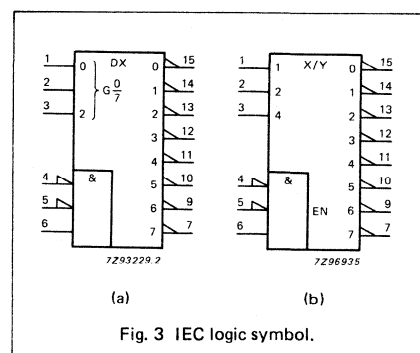 DX
X/Y
1 0 0 15
1 1 0 15
2 G 0/7 1 14
2 2 1 14
3 2 2 13
3 4 2 13
3 12
3 12
4 11
4 11
4 & 5 10
4 & 5 10
5 6 9
5 EN 6 9
6 7 7
6 7 7
7Z93229.2
7Z96935
(a)
(b)
Fig. 3 IEC logic symbol.